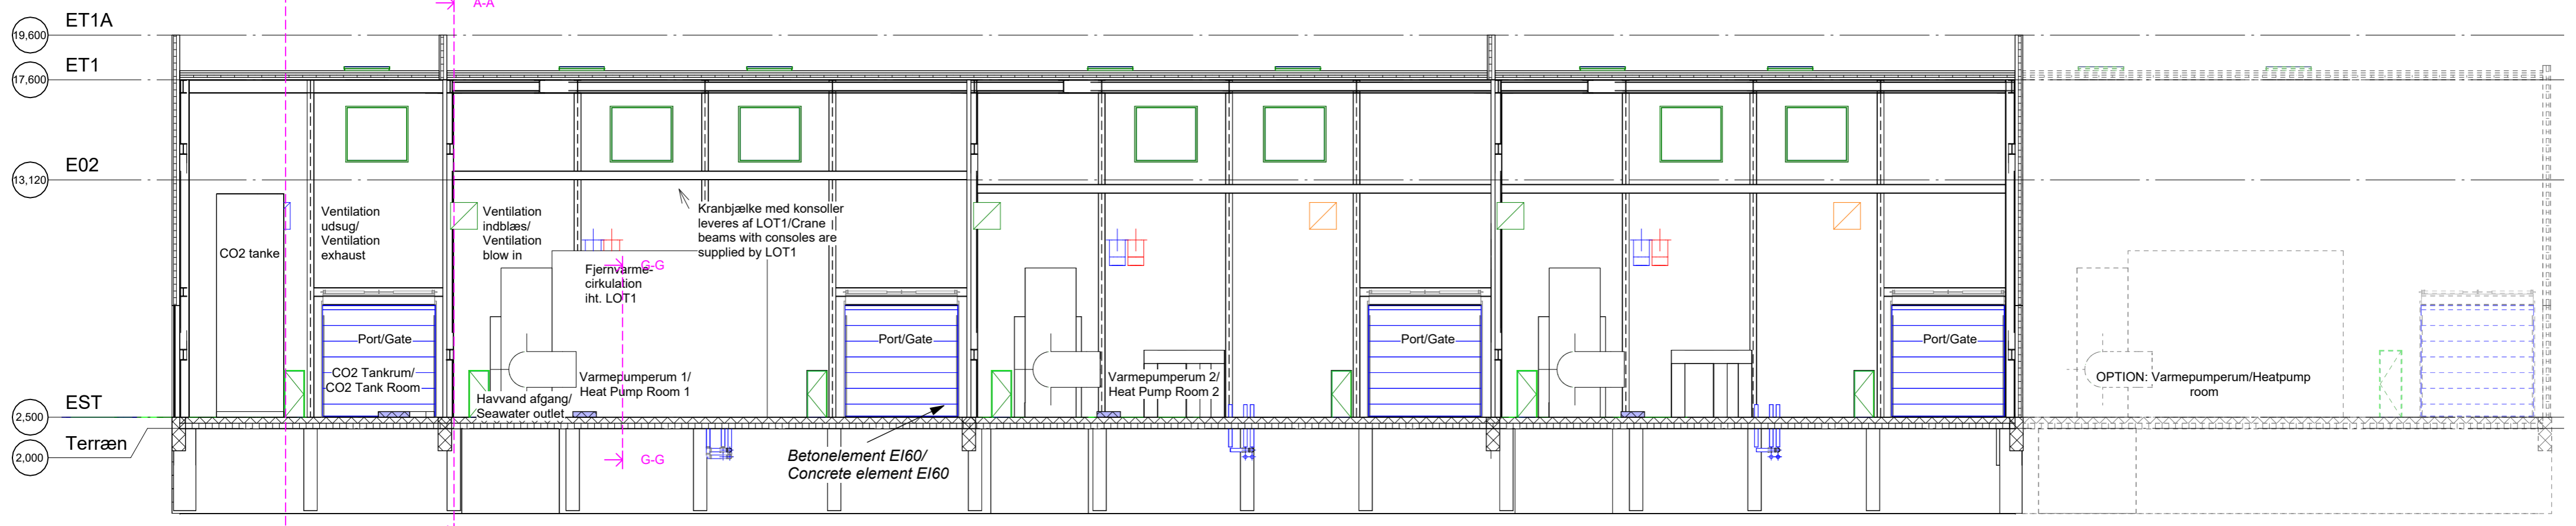 A-A
ET1A
19,600
ET1
17,600
E02
13,120
Ventilation
udsug/
Ventilation
exhaust
Ventilation
indblæs/
Ventilation
blow in
Kranbjælke med konsoller
leveres af LOT1/Crane
beams with consoles are
supplied by LOT1
CO2 tanke
G-G
Fjernvarme-
cirkulation
iht. LOT1
Port/Gate
Port/Gate
Port/Gate
Port/Gate
CO2 Tankrum/
CO2 Tank Room
Varmepumperum 1/
Heat Pump Room 1
Varmepumperum 2/
Heat Pump Room 2
OPTION: Varmepumperum/Heatpump
room
Havvand afgang/
Seawater outlet
EST
2,500
Terræn
2,000
G-G
Betonelement EI60/
Concrete element EI60